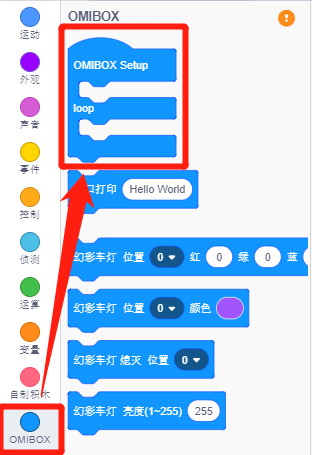 OMIBOX
!
运动
外观
声音
事件
控制
侦测
运算
变量
自制积木
OMIBOX
OMIBOX Setup
loop
口打印 Hello World
幻彩车灯 位置 0 红 0 绿 0 蓝
幻彩车灯 位置 0 颜色
幻彩车灯 熄灭 位置 0
幻彩车灯 亮度(1~255) 255